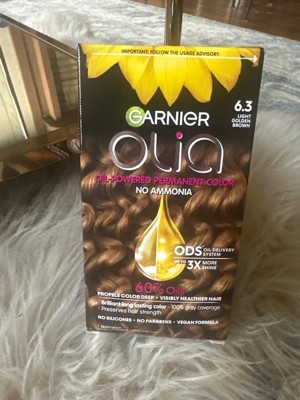 IMPORTANT: FOLLOW THE USAGE ADVISORY.
GARNIER
6.3
LIGHT
GOLDEN
BROWN
OLIA
OIL-POWERED PERMANENT COLOR
NO AMMONIA
ODS OIL DELIVERY
SYSTEM
UP TO 3X MORE
SHINE
60% Oils
PROPELS COLOR DEEP + VISIBLY HEALTHIER HAIR
• Brilliant long lasting color • 100% gray coverage
• Preserves hair strength
NO SILICONES • NO PARABENS • VEGAN FORMULA